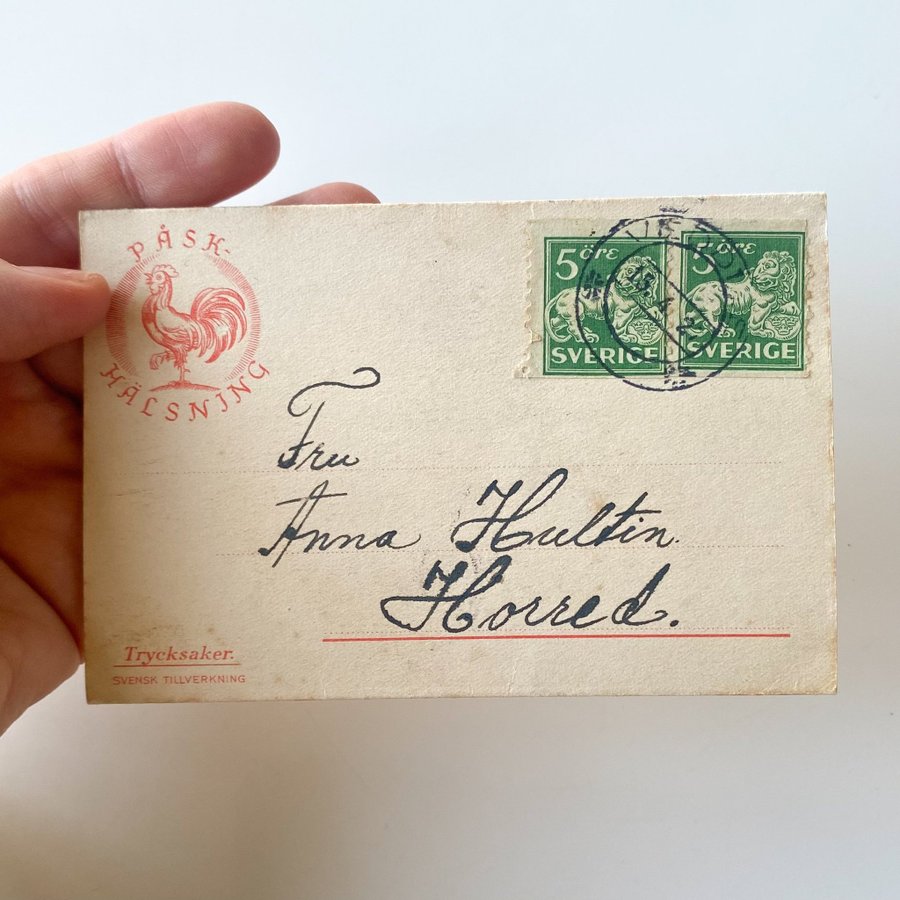 PÅSK-
HÄLSNING
5 öre
SVERIGE
5 öre
SVERIGE
Fru
Anna Hultin
Horred.
Trycksaker.
SVENSK TILLVERKNING